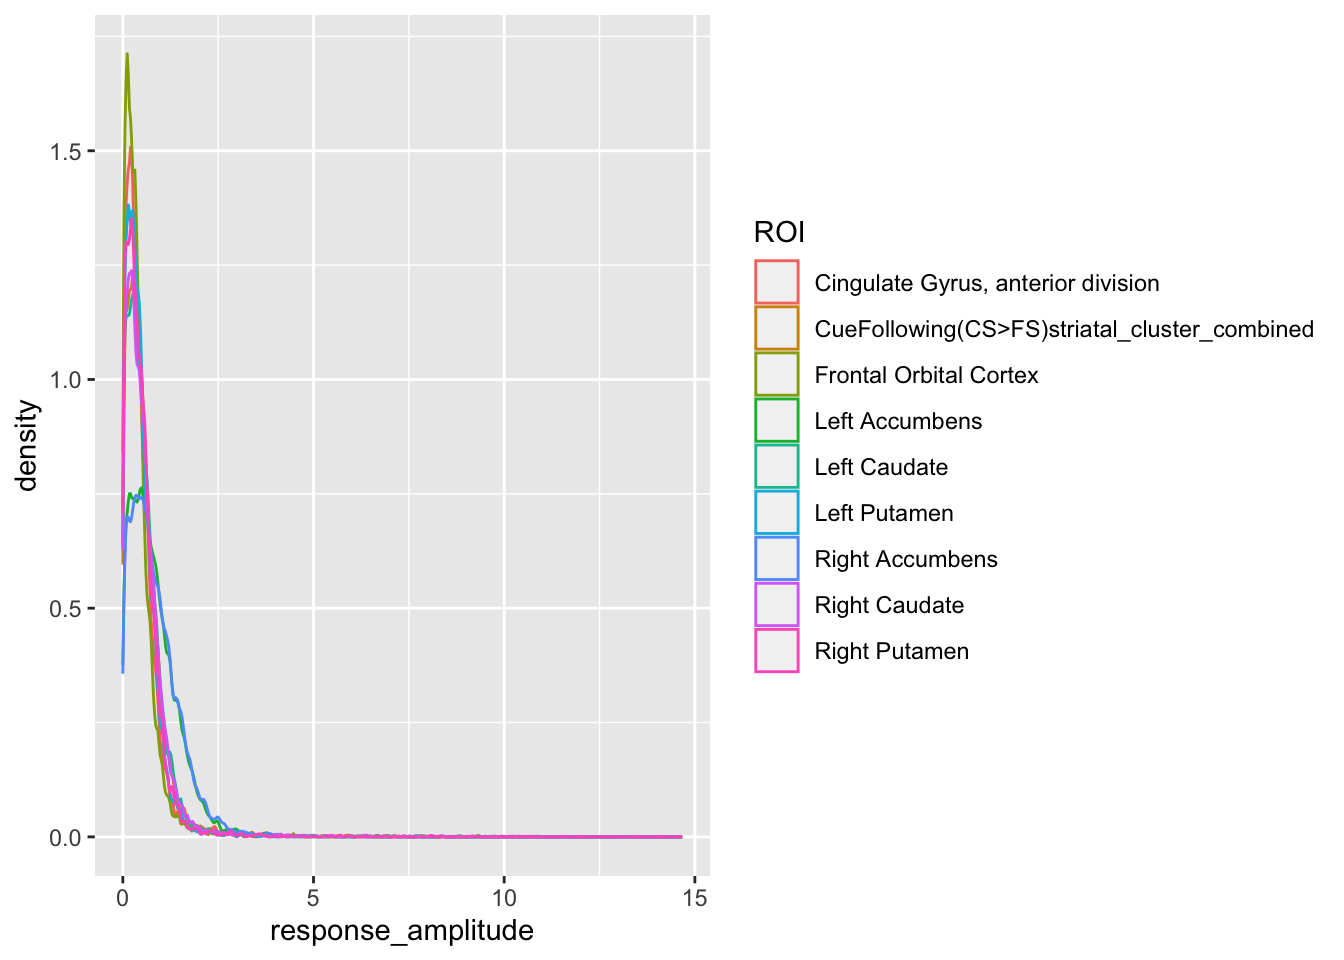 density
1.5
1.0
0.5
0.0
0
5
10
15
response_amplitude
ROI
Cingulate Gyrus, anterior division
CueFollowing(CS>FS)striatal_cluster_combined
Frontal Orbital Cortex
Left Accumbens
Left Caudate
Left Putamen
Right Accumbens
Right Caudate
Right Putamen